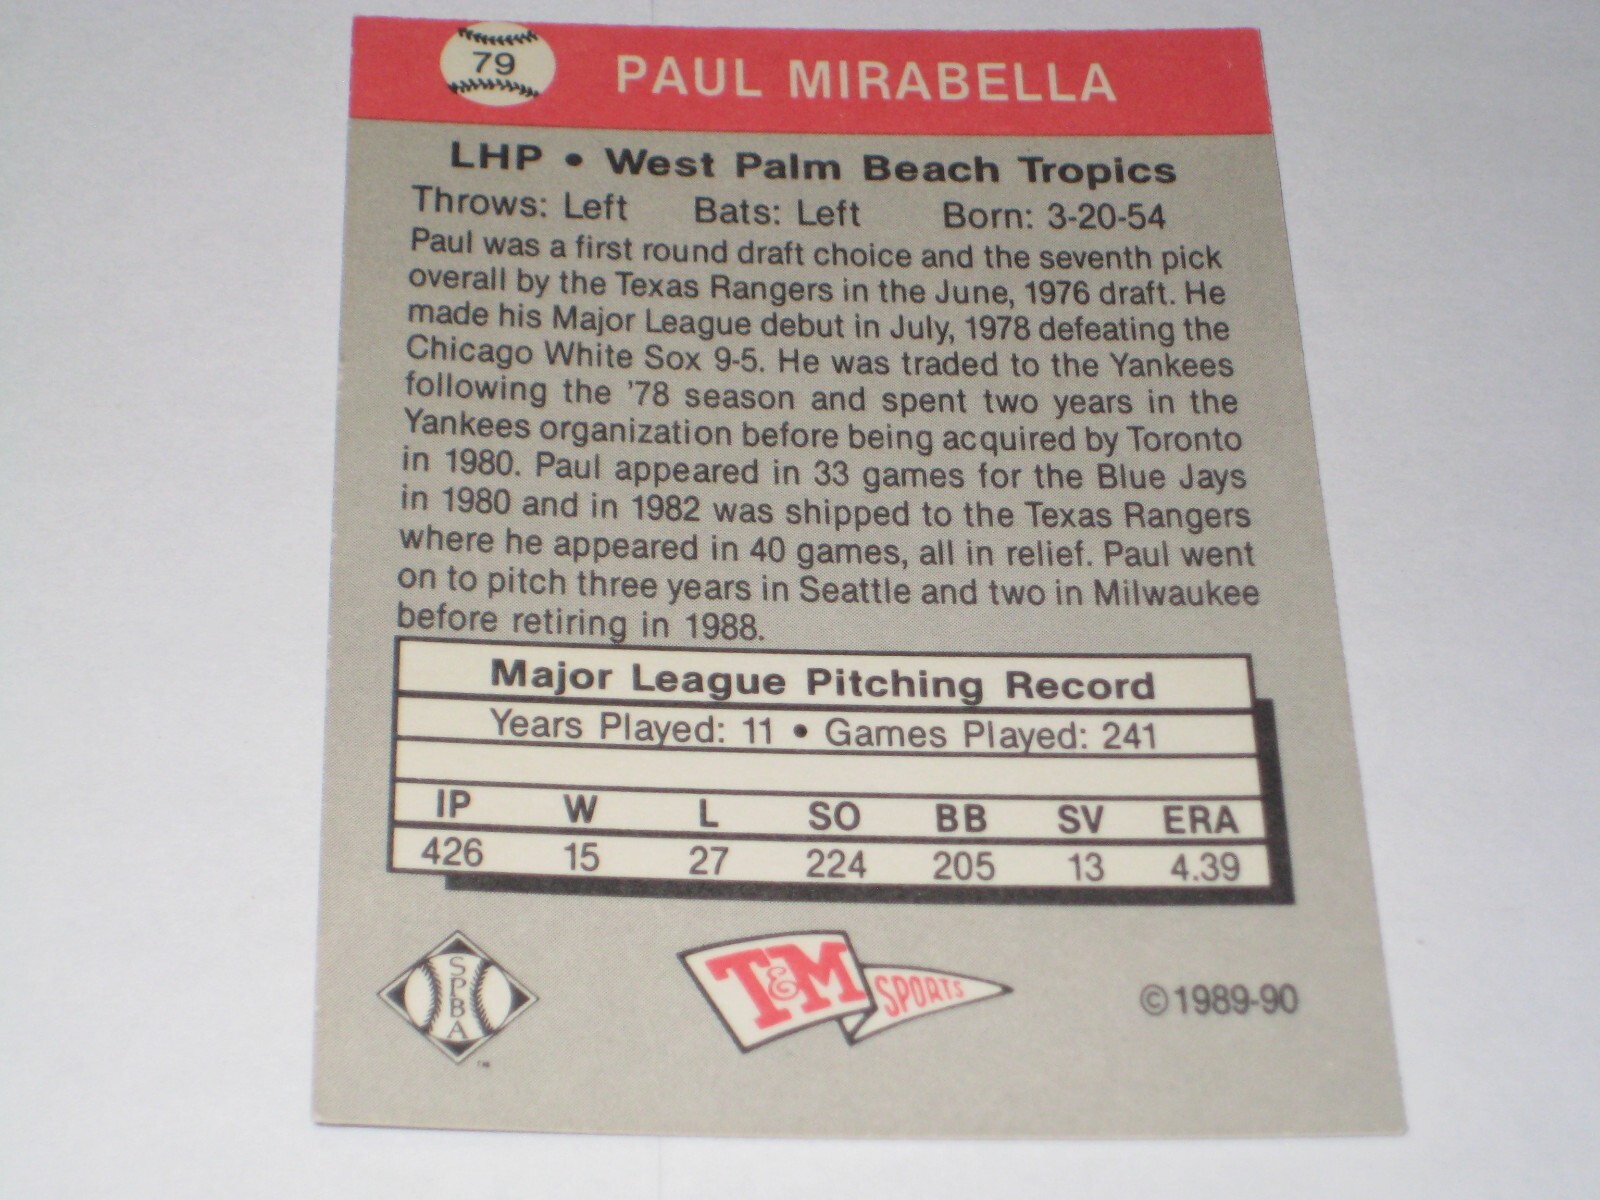 79
PAUL MIRABELLA
LHP • West Palm Beach Tropics
Throws: Left Bats: Left Born: 3-20-54
Paul was a first round draft choice and the seventh pick
overall by the Texas Rangers in the June, 1976 draft. He
made his Major League debut in July, 1978 defeating the
Chicago White Sox 9-5. He was traded to the Yankees
following the '78 season and spent two years in the
Yankees organization before being acquired by Toronto
in 1980. Paul appeared in 33 games for the Blue Jays
in 1980 and in 1982 was shipped to the Texas Rangers
where he appeared in 40 games, all in relief. Paul went
on to pitch three years in Seattle and two in Milwaukee
before retiring in 1988.
Major League Pitching Record
Years Played: 11 • Games Played: 241
IP W L SO BB SV ERA
426 15 27 224 205 13 4.39
SPBA
™
T&M SPORTS
©1989-90